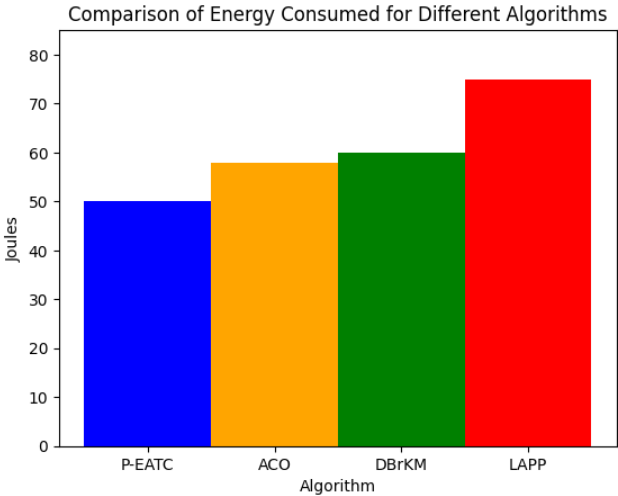 Comparison of Energy Consumed for Different Algorithms
80
70
60
50
40
30
20
10
0
Joules
P-EATC ACO DBrKM LAPP
Algorithm